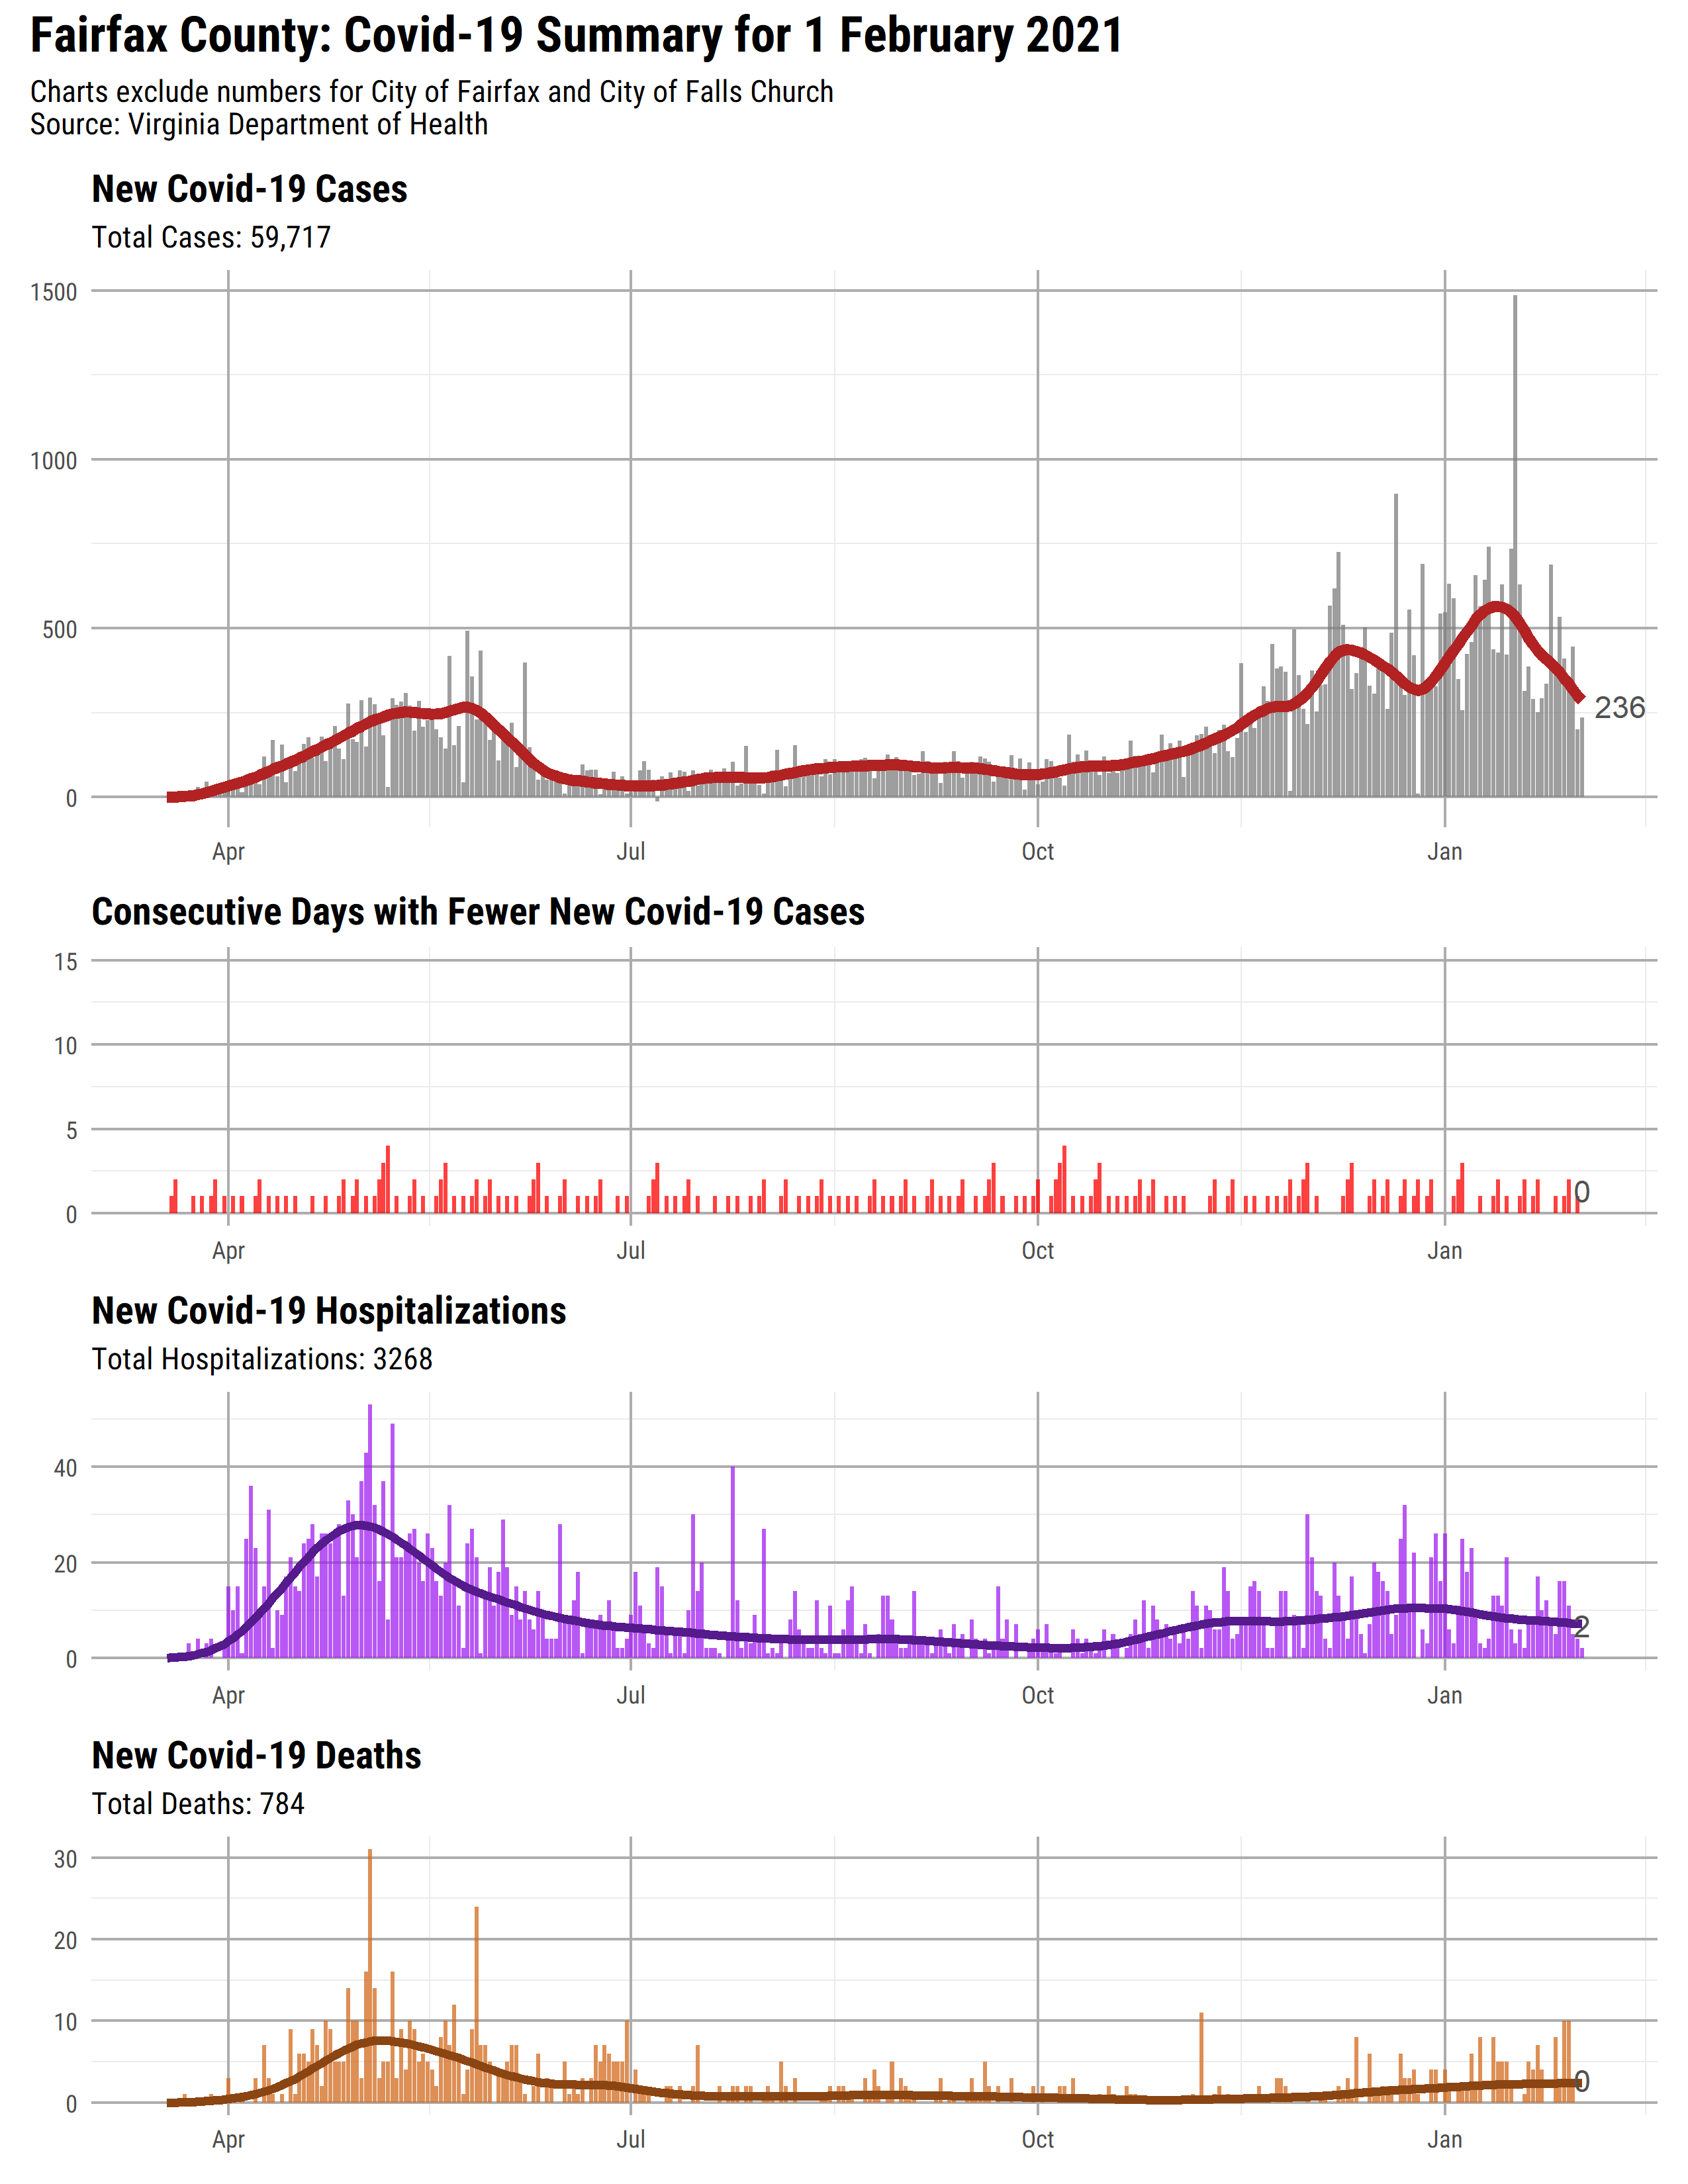 Fairfax County: Covid-19 Summary for 1 February 2021
Charts exclude numbers for City of Fairfax and City of Falls Church
Source: Virginia Department of Health
New Covid-19 Cases
Total Cases: 59,717
1500
1000
500
0
236
Apr Jul Oct Jan
Consecutive Days with Fewer New Covid-19 Cases
15
10
5
0
0
Apr Jul Oct Jan
New Covid-19 Hospitalizations
Total Hospitalizations: 3268
40
20
0
2
Apr Jul Oct Jan
New Covid-19 Deaths
Total Deaths: 784
30
20
10
0
0
Apr Jul Oct Jan